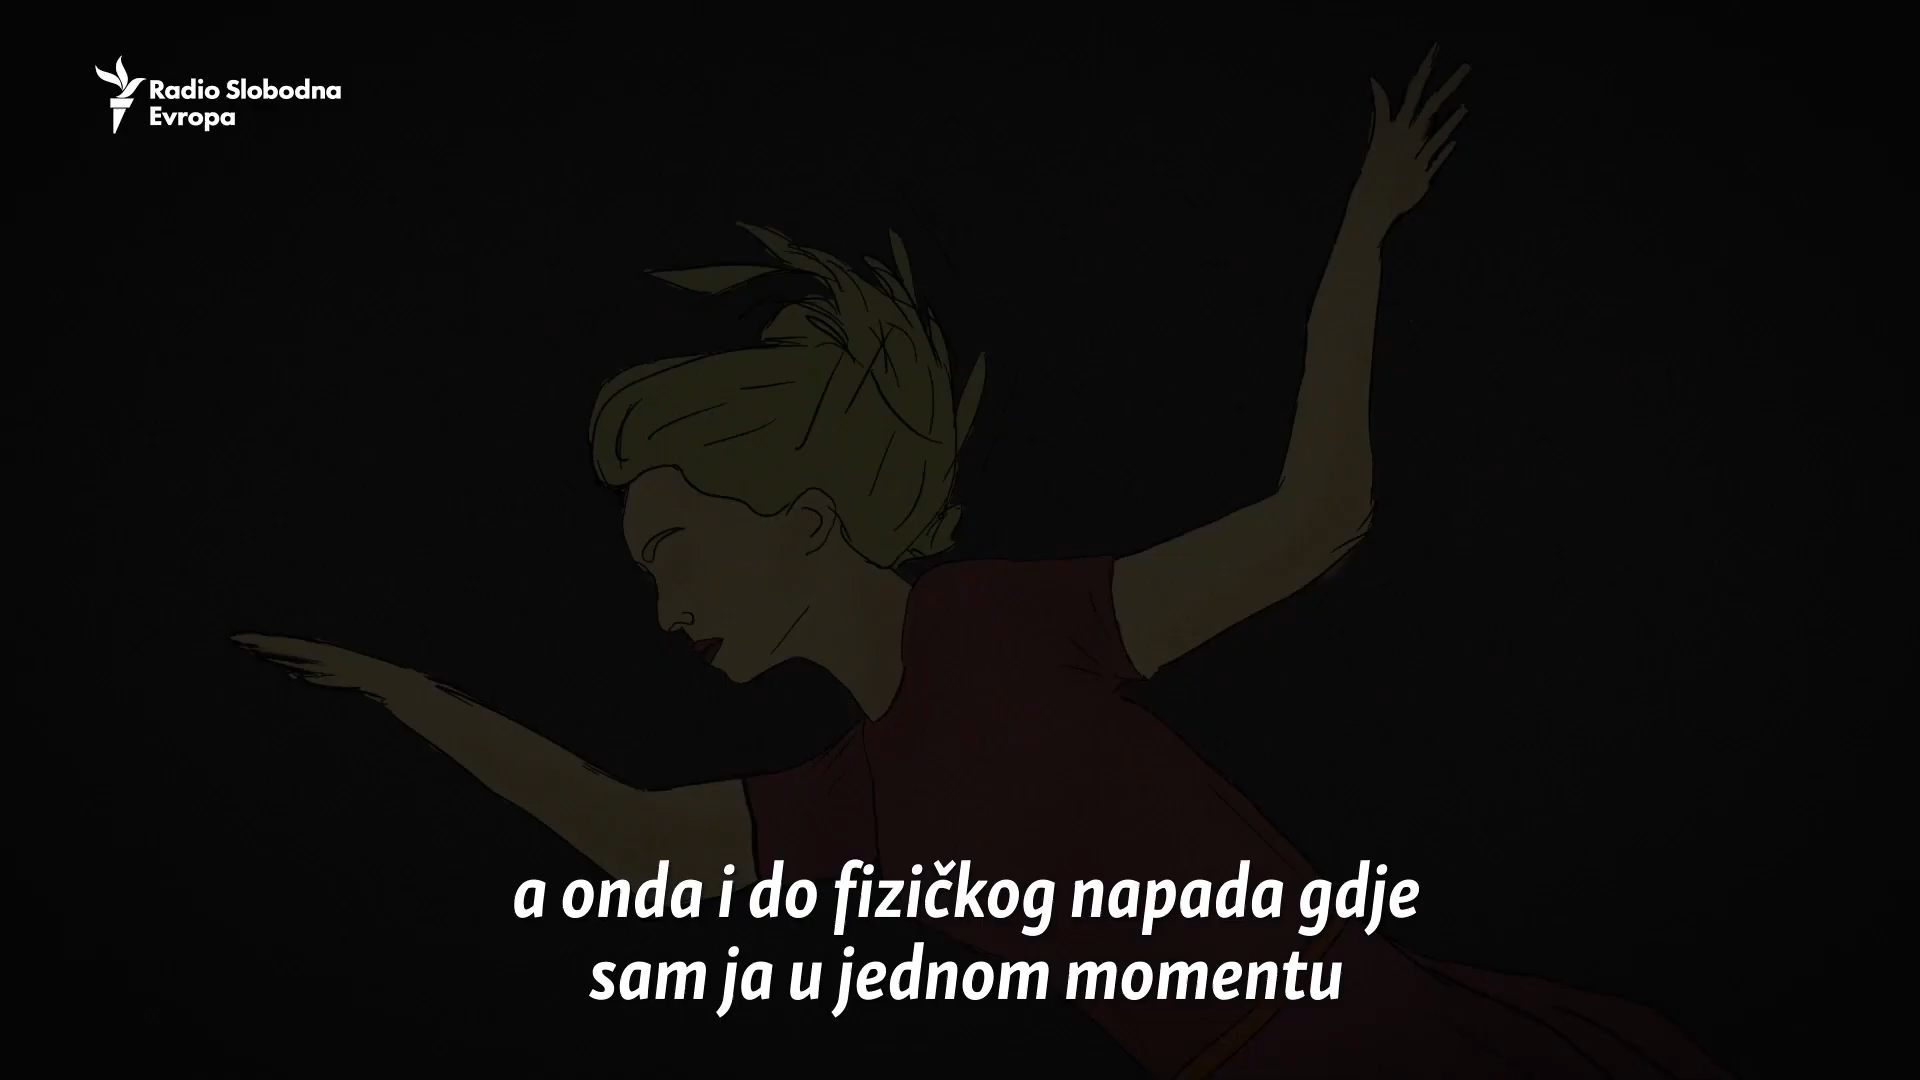 Radio Slobodna
Evropa
a onda i do fizičkog napada gdje
sam ja u jednom momentu